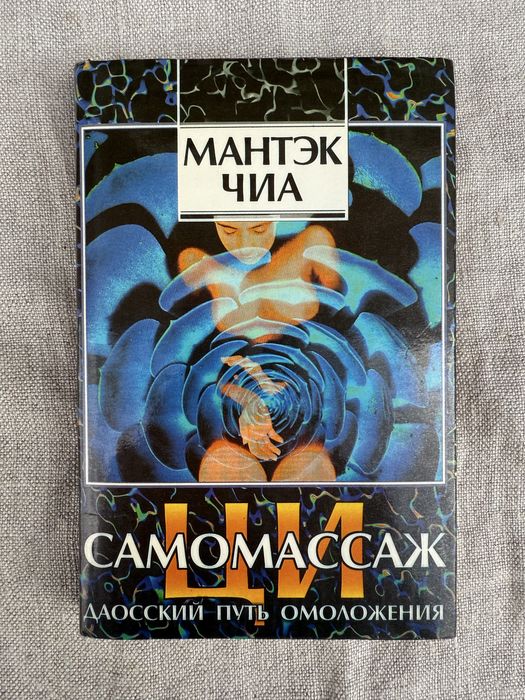 МАНТЭК
ЧИА
ЦИ
САМОМАССАЖ
ДАОССКИЙ ПУТЬ ОМОЛОЖЕНИЯ